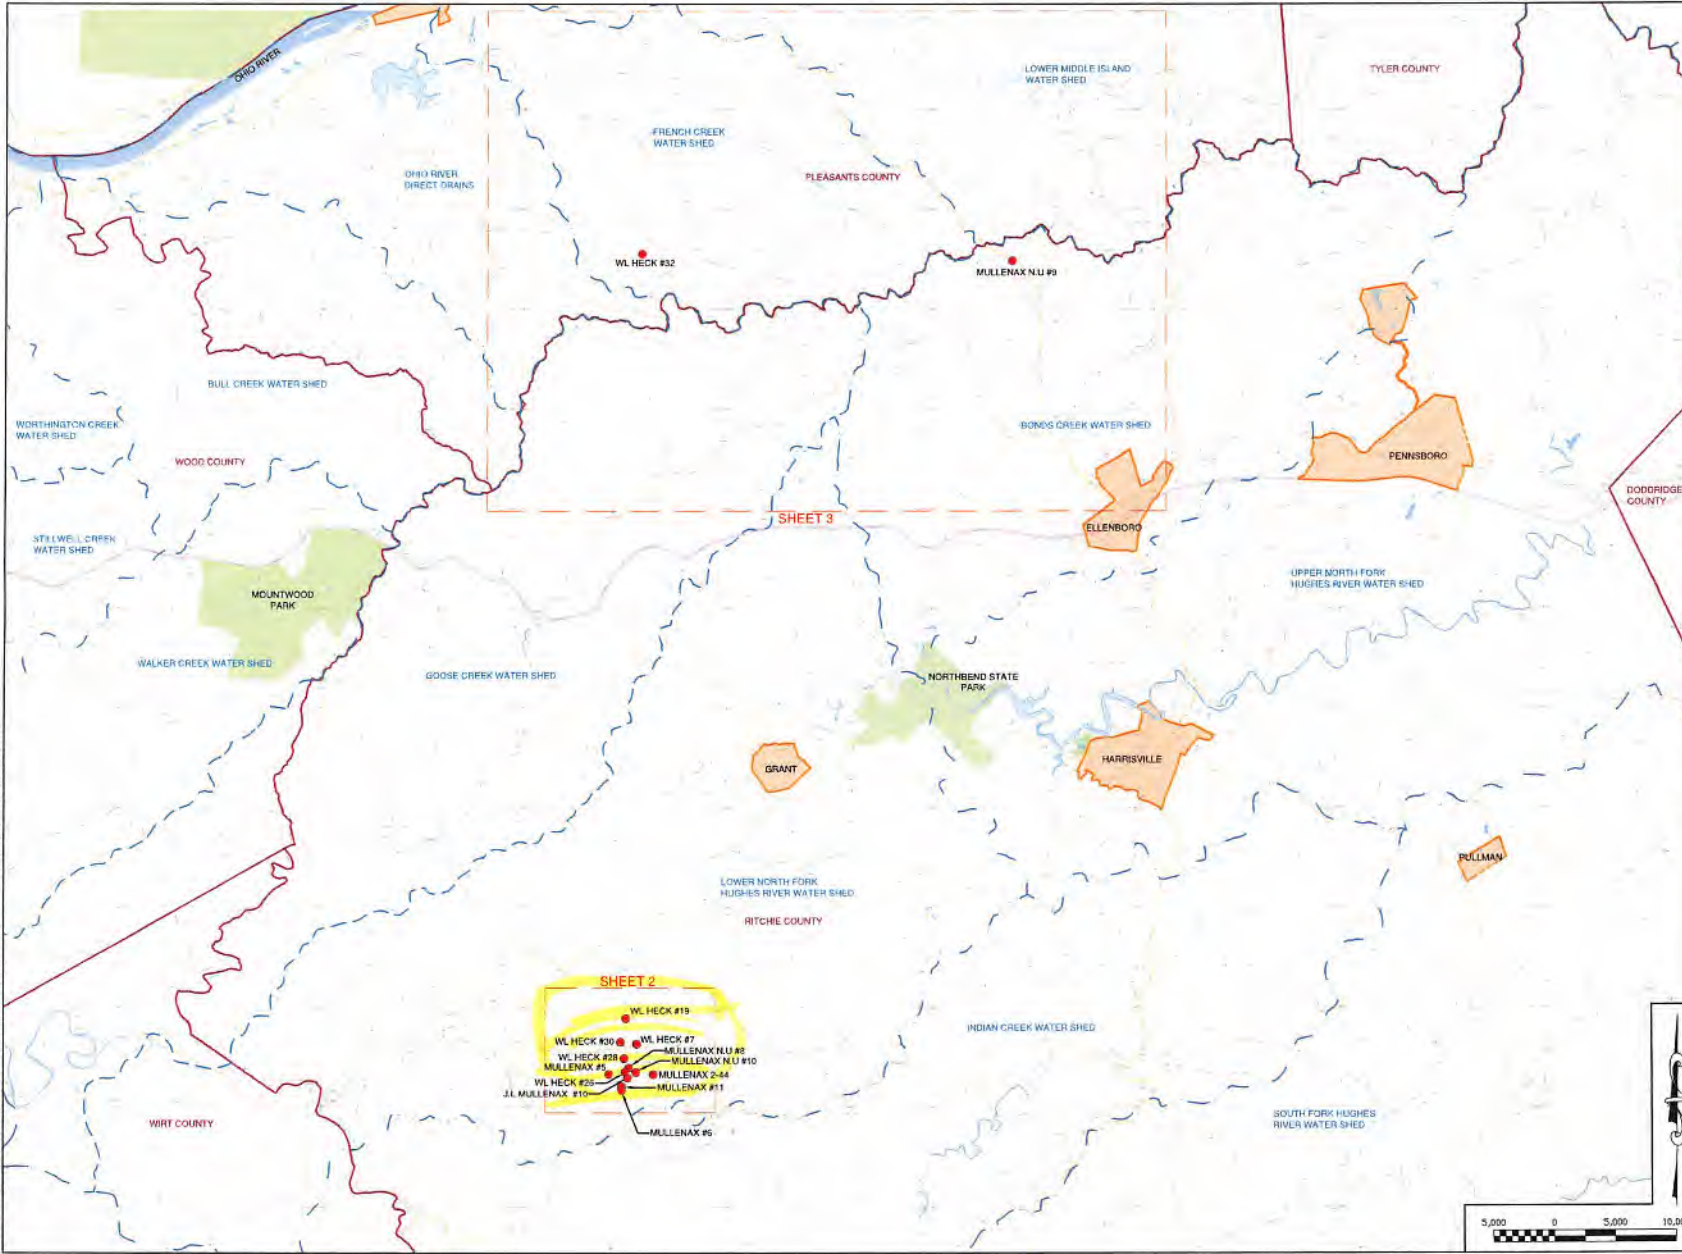 OHIO RIVER
LOWER MIDDLE ISLAND
WATER SHED
TYLER COUNTY
FRENCH CREEK
WATER SHED
OHIO RIVER
DIRECT DRAINS
PLEASANTS COUNTY
WL HECK #32
MULLENAX N.U #9
BULL CREEK WATER SHED
WORTHINGTON CREEK
WATER SHED
WOOD COUNTY
BONDS CREEK WATER SHED
PENNSBORO
DODDRIDGE
COUNTY
SHEET 3
ELLENBORO
STILLWELL CREEK
WATER SHED
MOUNTWOOD
PARK
UPPER NORTH FORK
HUGHES RIVER WATER SHED
WALKER CREEK WATER SHED
GOOSE CREEK WATER SHED
NORTHBEND STATE
PARK
GRANT
HARRISVILLE
PULLMAN
LOWER NORTH FORK
HUGHES RIVER WATER SHED
RITCHIE COUNTY
SHEET 2
WL HECK #19
WL HECK #30
WL HECK #7
MULLENAX N.U #8
WL HECK #28
MULLENAX N.U #10
MULLENAX #5
MULLENAX 2-44
WL HECK #26
MULLENAX #11
J.L MULLENAX #10
MULLENAX #6
INDIAN CREEK WATER SHED
WIRT COUNTY
SOUTH FORK HUGHES
RIVER WATER SHED
5,000 0 5,000